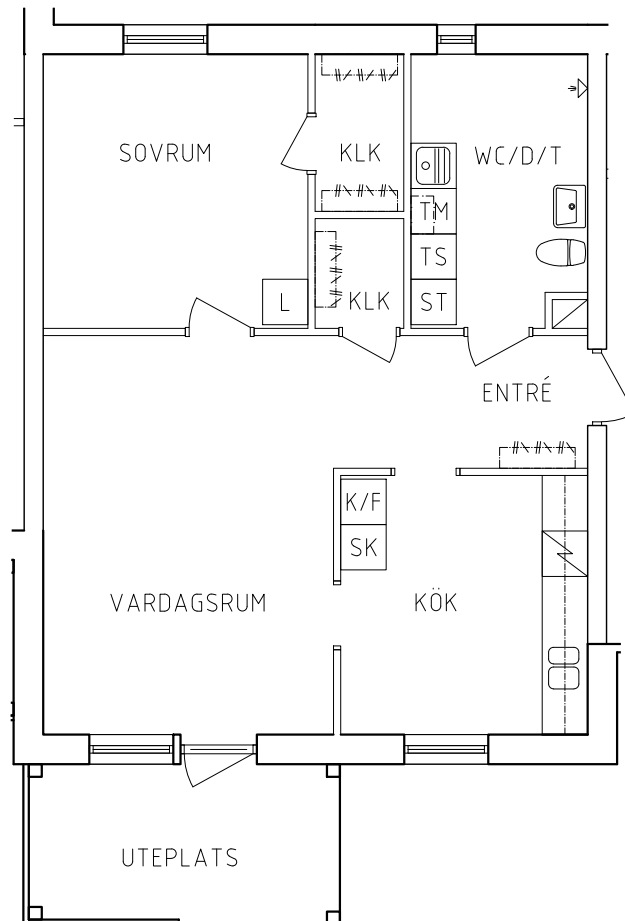 SOVRUM
KLK
WC/D/T
TM
TS
L
KLK
ST
ENTRÉ
K/F
SK
VARDAGSRUM
KÖK
UTEPLATS